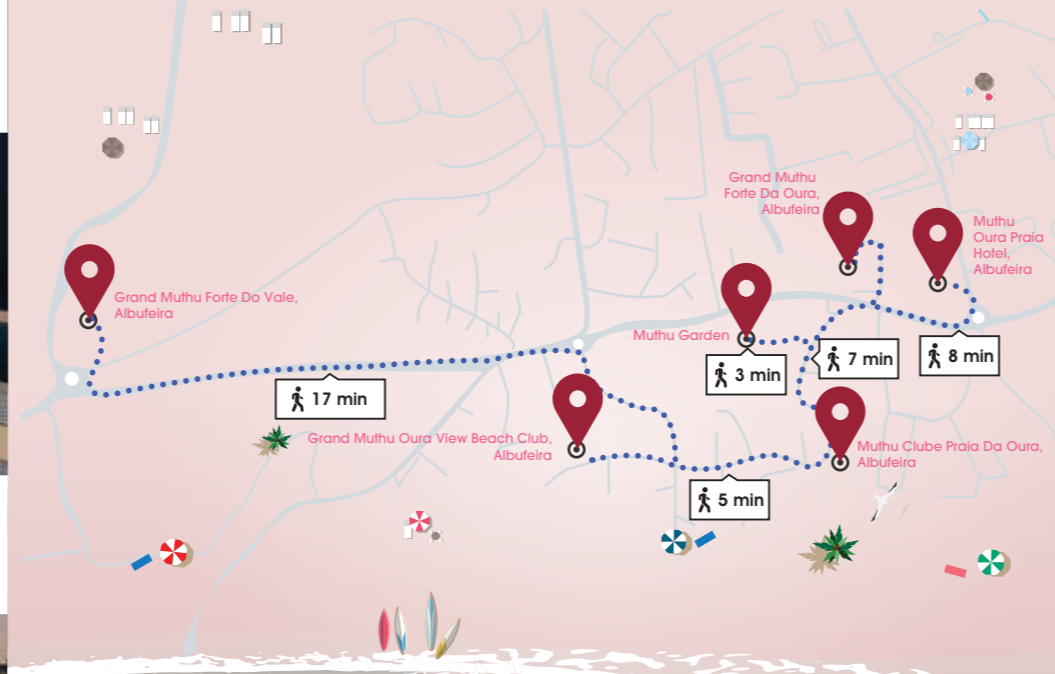 Grand Muthu
Forte Da Oura,
Albufeira
Muthu
Oura Praia
Hotel,
Albufeira
Grand Muthu Forte Do Vale,
Albufeira
Muthu Garden
3 min
7 min
8 min
17 min
Grand Muthu Oura View Beach Club,
Albufeira
Muthu Clube Praia Da Oura,
Albufeira
5 min